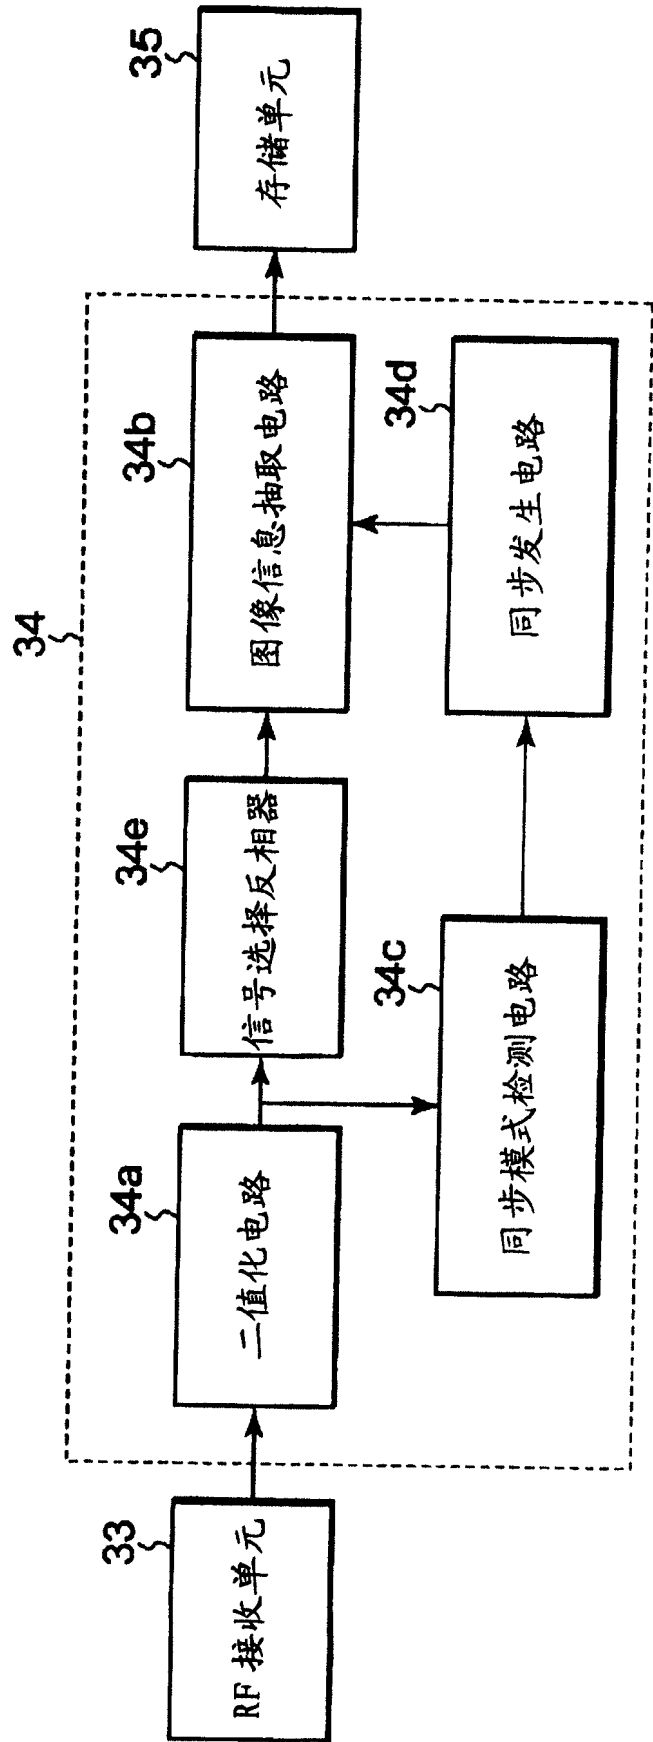 34
33
RF 接收单元
34a
二值化电路
34e
信号选择反相器
34b
图像信息抽取电路
35
存储单元
34c
同步模式检测电路
34d
同步发生电路